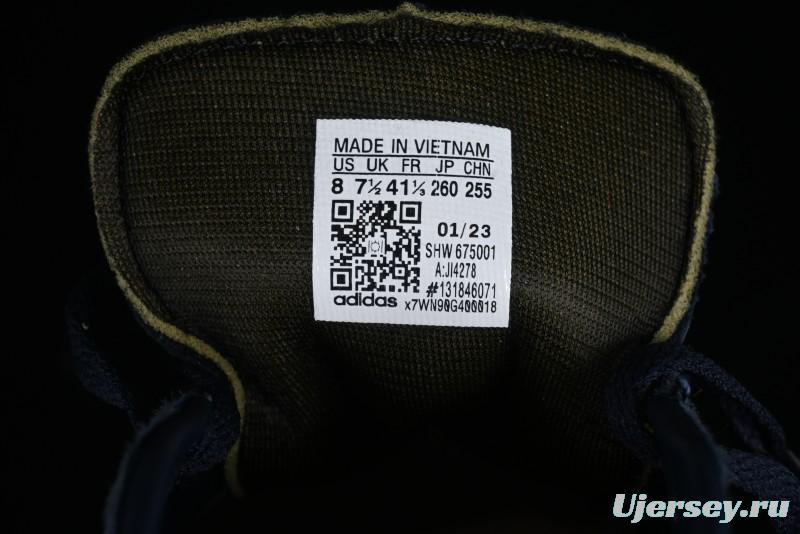 MADE IN VIETNAM
US UK FR JP CHN
8 7½ 41⅓ 260 255
01/23
SHW 675001
A:JI4278
#131846071
adidas x7WN90G400018
Ujersey.ru